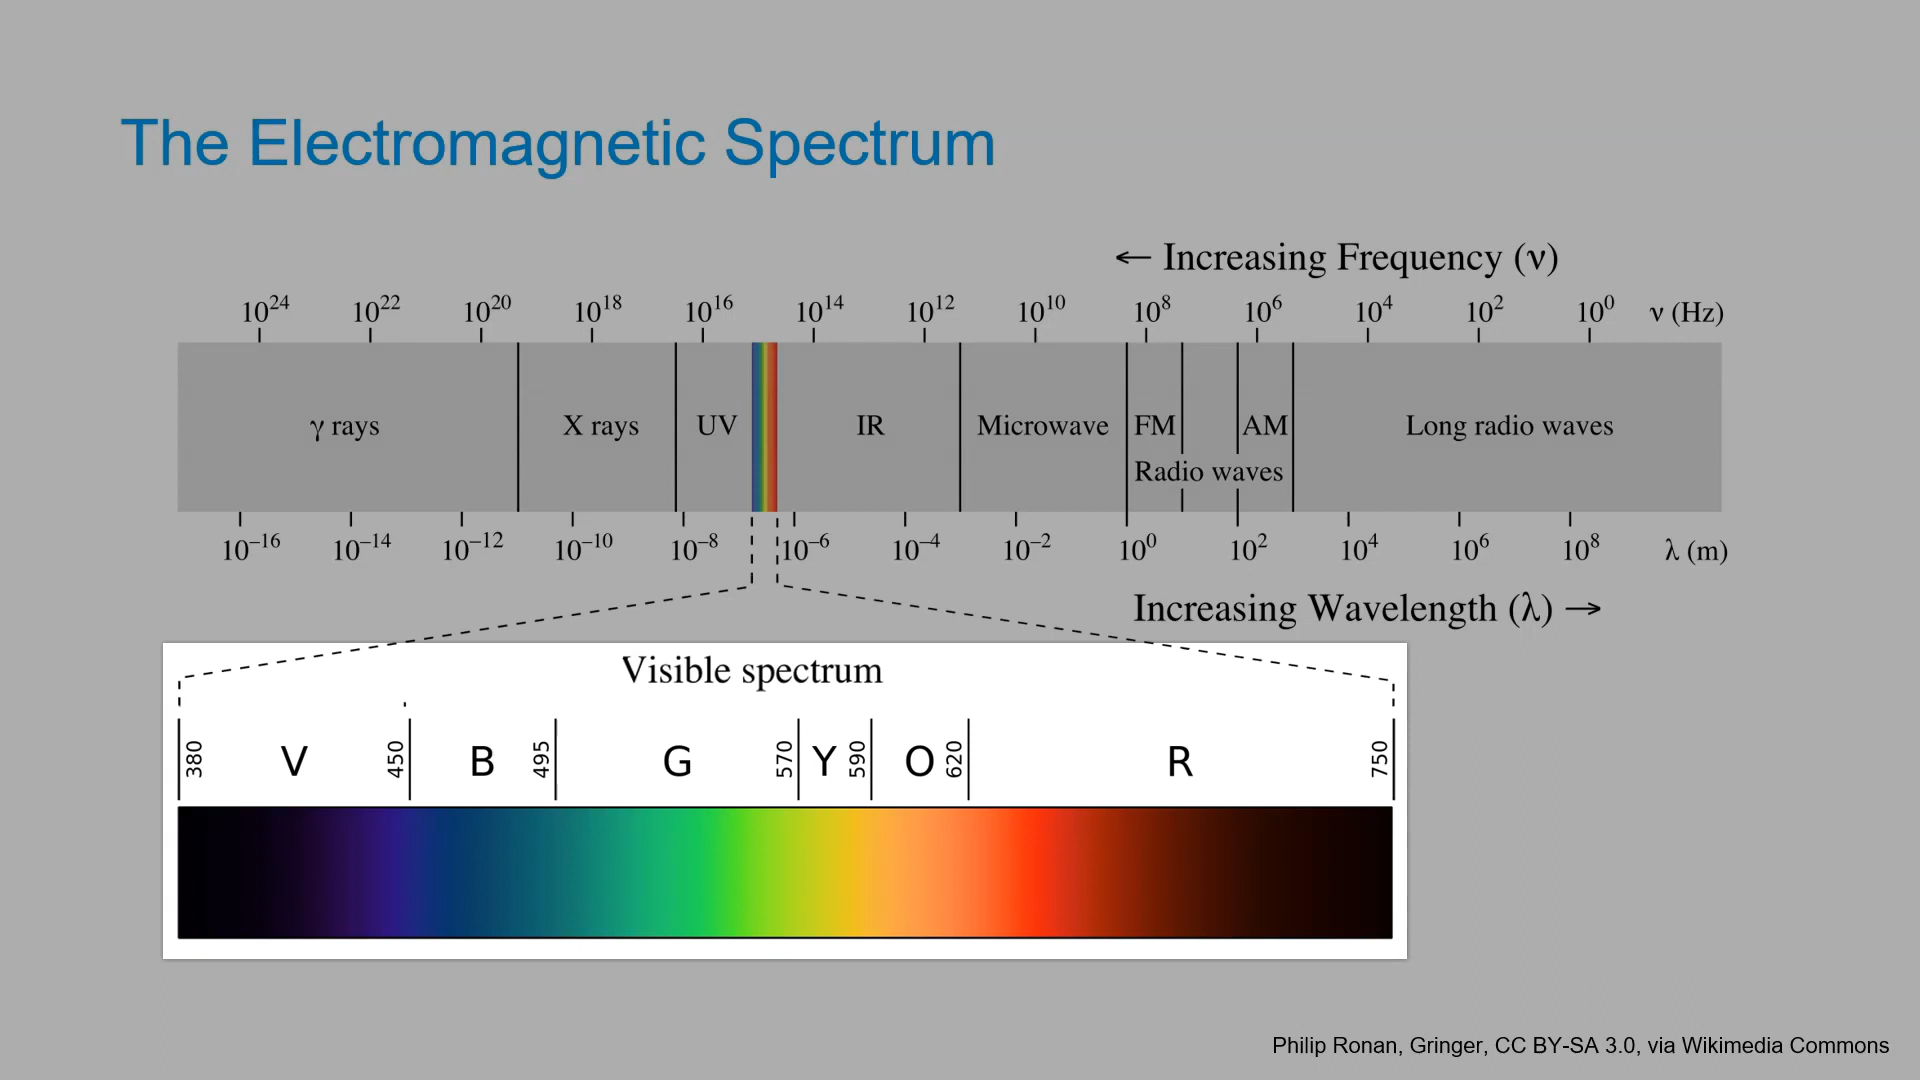 The Electromagnetic Spectrum
← Increasing Frequency (ν)
10²⁴ 10²² 10²⁰ 10¹⁸ 10¹⁶ 10¹⁴ 10¹² 10¹⁰ 10⁸ 10⁶ 10⁴ 10² 10⁰ ν (Hz)
γ rays X rays UV IR Microwave FM AM Long radio waves
Radio waves
10⁻¹⁶ 10⁻¹⁴ 10⁻¹² 10⁻¹⁰ 10⁻⁸ 10⁻⁶ 10⁻⁴ 10⁻² 10⁰ 10² 10⁴ 10⁶ 10⁸ λ (m)
Increasing Wavelength (λ) →
Visible spectrum
380 V 450 B 495 G 570 Y 590 O 620 R 750
Philip Ronan, Gringer, CC BY-SA 3.0, via Wikimedia Commons